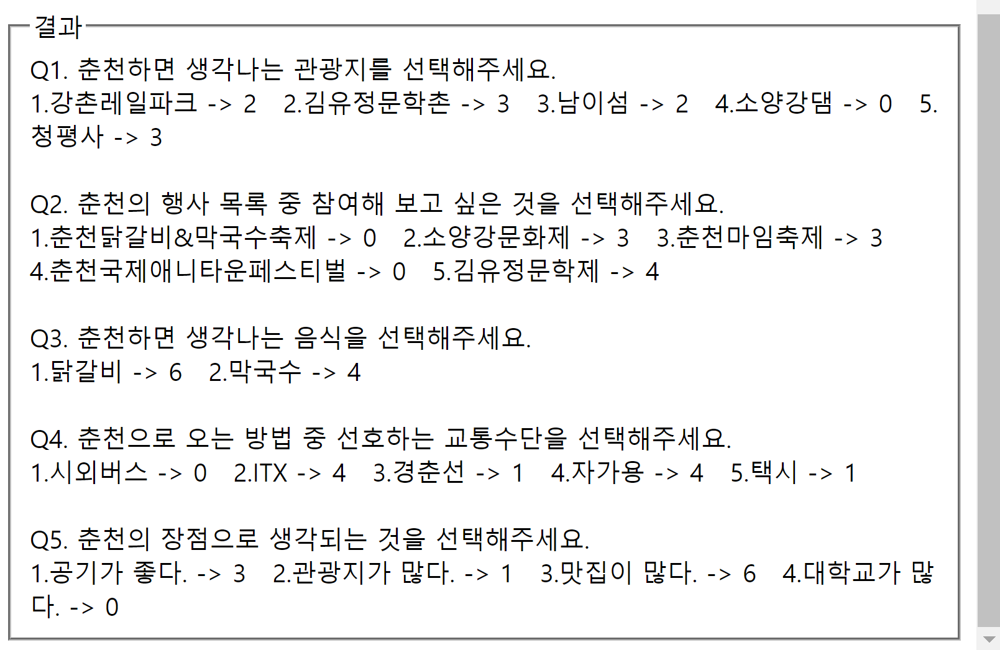 결과
Q1. 춘천하면 생각나는 관광지를 선택해주세요.
1.강촌레일파크 -> 2 2.김유정문학촌 -> 3 3.남이섬 -> 2 4.소양강댐 -> 0 5.
청평사 -> 3
Q2. 춘천의 행사 목록 중 참여해 보고 싶은 것을 선택해주세요.
1.춘천닭갈비&막국수축제 -> 0 2.소양강문화제 -> 3 3.춘천마임축제 -> 3
4.춘천국제애니타운페스티벌 -> 0 5.김유정문학제 -> 4
Q3. 춘천하면 생각나는 음식을 선택해주세요.
1.닭갈비 -> 6 2.막국수 -> 4
Q4. 춘천으로 오는 방법 중 선호하는 교통수단을 선택해주세요.
1.시외버스 -> 0 2.ITX -> 4 3.경춘선 -> 1 4.자가용 -> 4 5.택시 -> 1
Q5. 춘천의 장점으로 생각되는 것을 선택해주세요.
1.공기가 좋다. -> 3 2.관광지가 많다. -> 1 3.맛집이 많다. -> 6 4.대학교가 많
다. -> 0